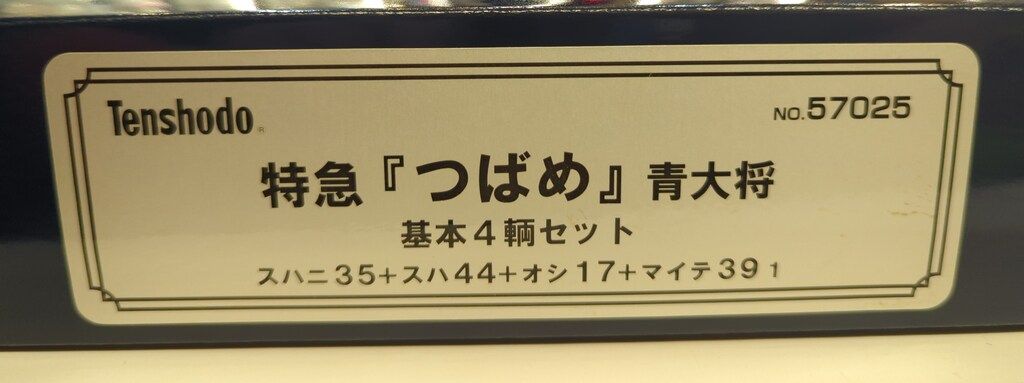 Tenshodo®
NO.57025
特急『つばめ』青大将
基本4輌セット
スハニ35+スハ44+オシ17+マイテ39 1